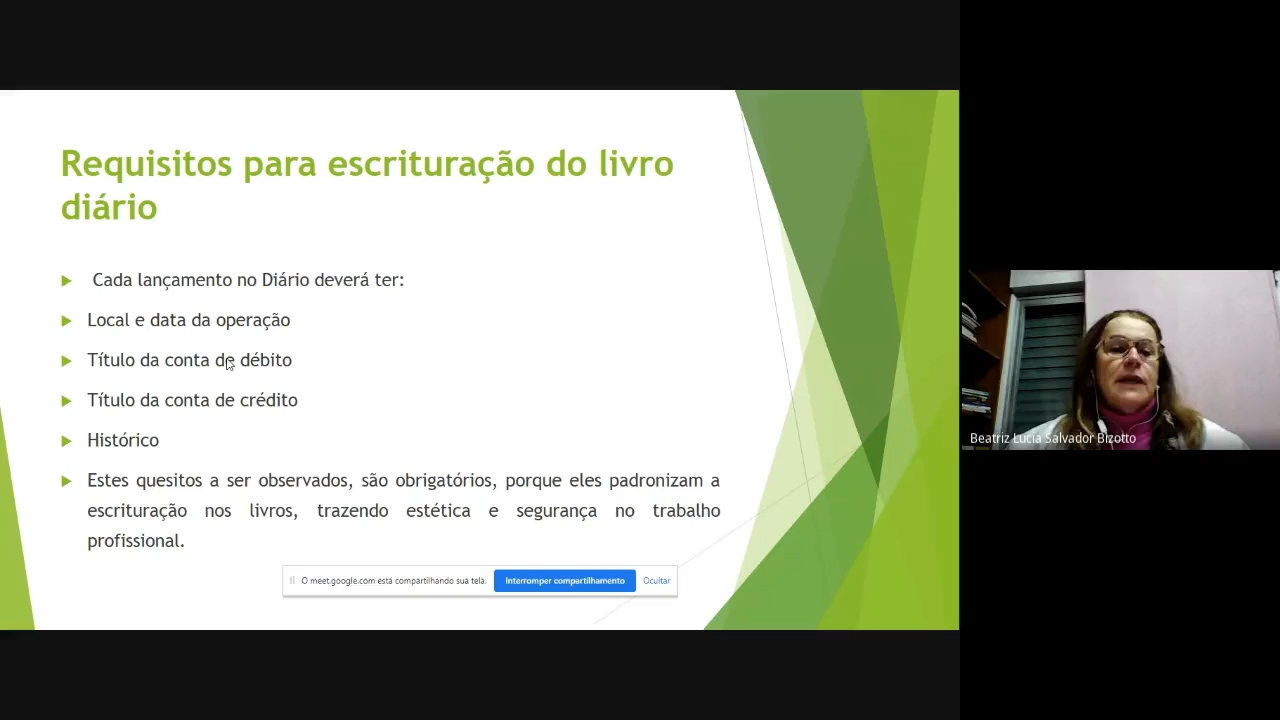 Requisitos para escrituração do livro
diário
Cada lançamento no Diário deverá ter:
Local e data da operação
Título da conta de débito
Título da conta de crédito
Histórico
Estes quesitos a ser observados, são obrigatórios, porque eles padronizam a
escrituração nos livros, trazendo estética e segurança no trabalho
profissional.
O meet.google.com está compartilhando sua tela. Interromper compartilhamento Ocultar
Beatriz Lucia Salvador Bizotto